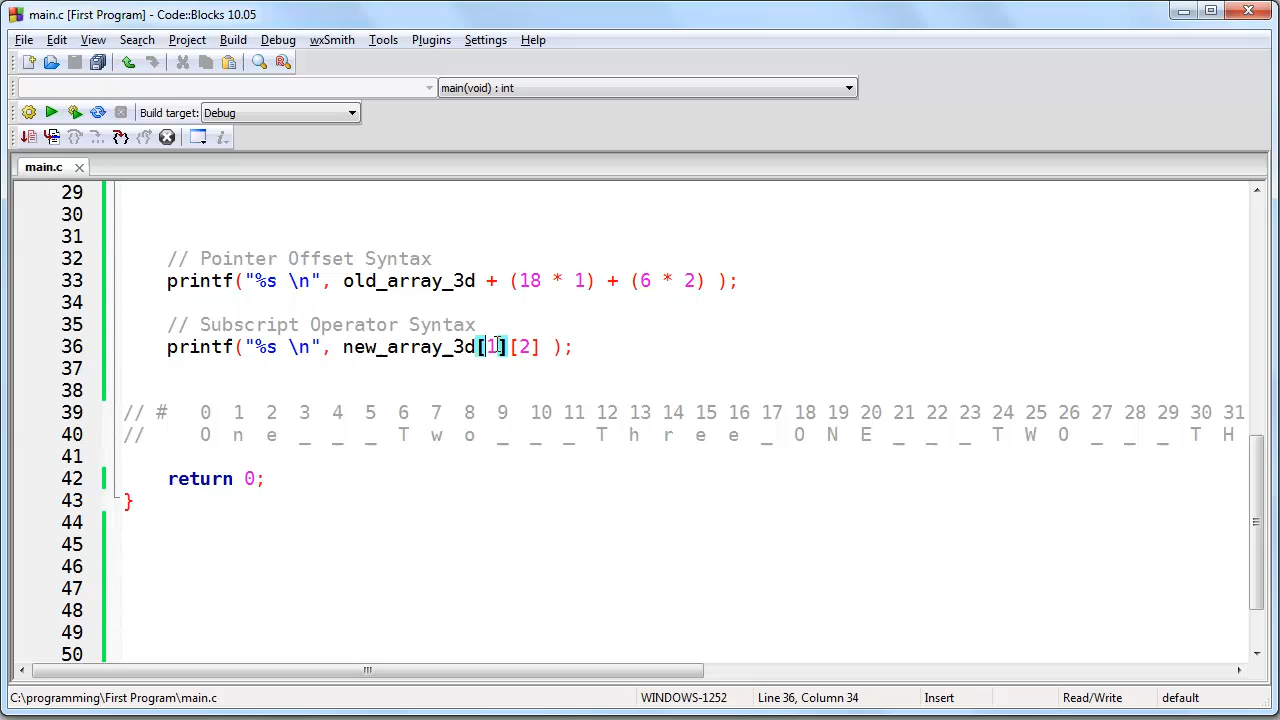 main.c [First Program] - Code::Blocks 10.05
File Edit View Search Project Build Debug wxSmith Tools Plugins Settings Help
main(void) : int
Build target: Debug
main.c
29
30
31
32 // Pointer Offset Syntax
33 printf("%s \n", old_array_3d + (18 * 1) + (6 * 2) );
34
35 // Subscript Operator Syntax
36 printf("%s \n", new_array_3d[1][2] );
37
38
39 // # 0 1 2 3 4 5 6 7 8 9 10 11 12 13 14 15 16 17 18 19 20 21 22 23 24 25 26 27 28 29 30 31
40 // O n e _ _ _ T w o _ _ _ T h r e e _ O N E _ _ _ T W O _ _ _ T H
41
42 return 0;
43 }
44
45
46
47
48
49
50
C:\programming\First Program\main.c WINDOWS-1252 Line 36, Column 34 Insert Read/Write default